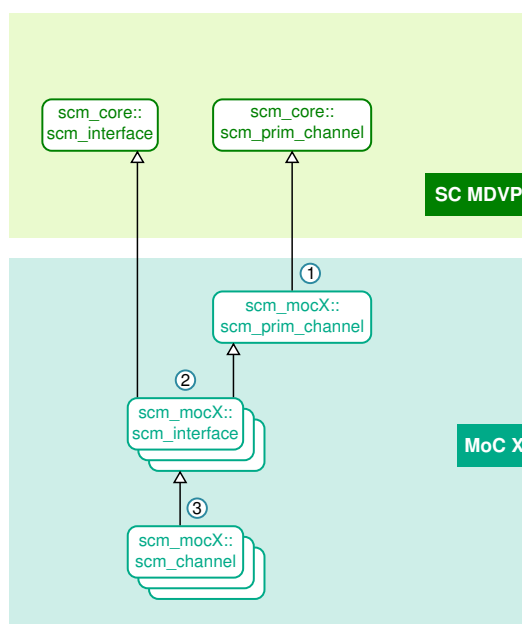 scm_core::
scm_interface
scm_core::
scm_prim_channel
SC MDVP
1
scm_mocX::
scm_prim_channel
2
scm_mocX::
scm_interface
MoC X
3
scm_mocX::
scm_channel